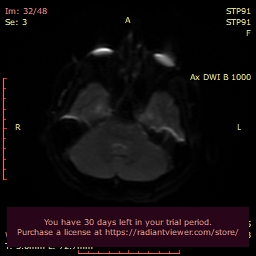 Im: 32/48
Se: 3
STP91
STP91
F
A
Ax DWI B 1000
R
L
You have 30 days left in your trial period.
Purchase a license at https://radiantviewer.com/store/